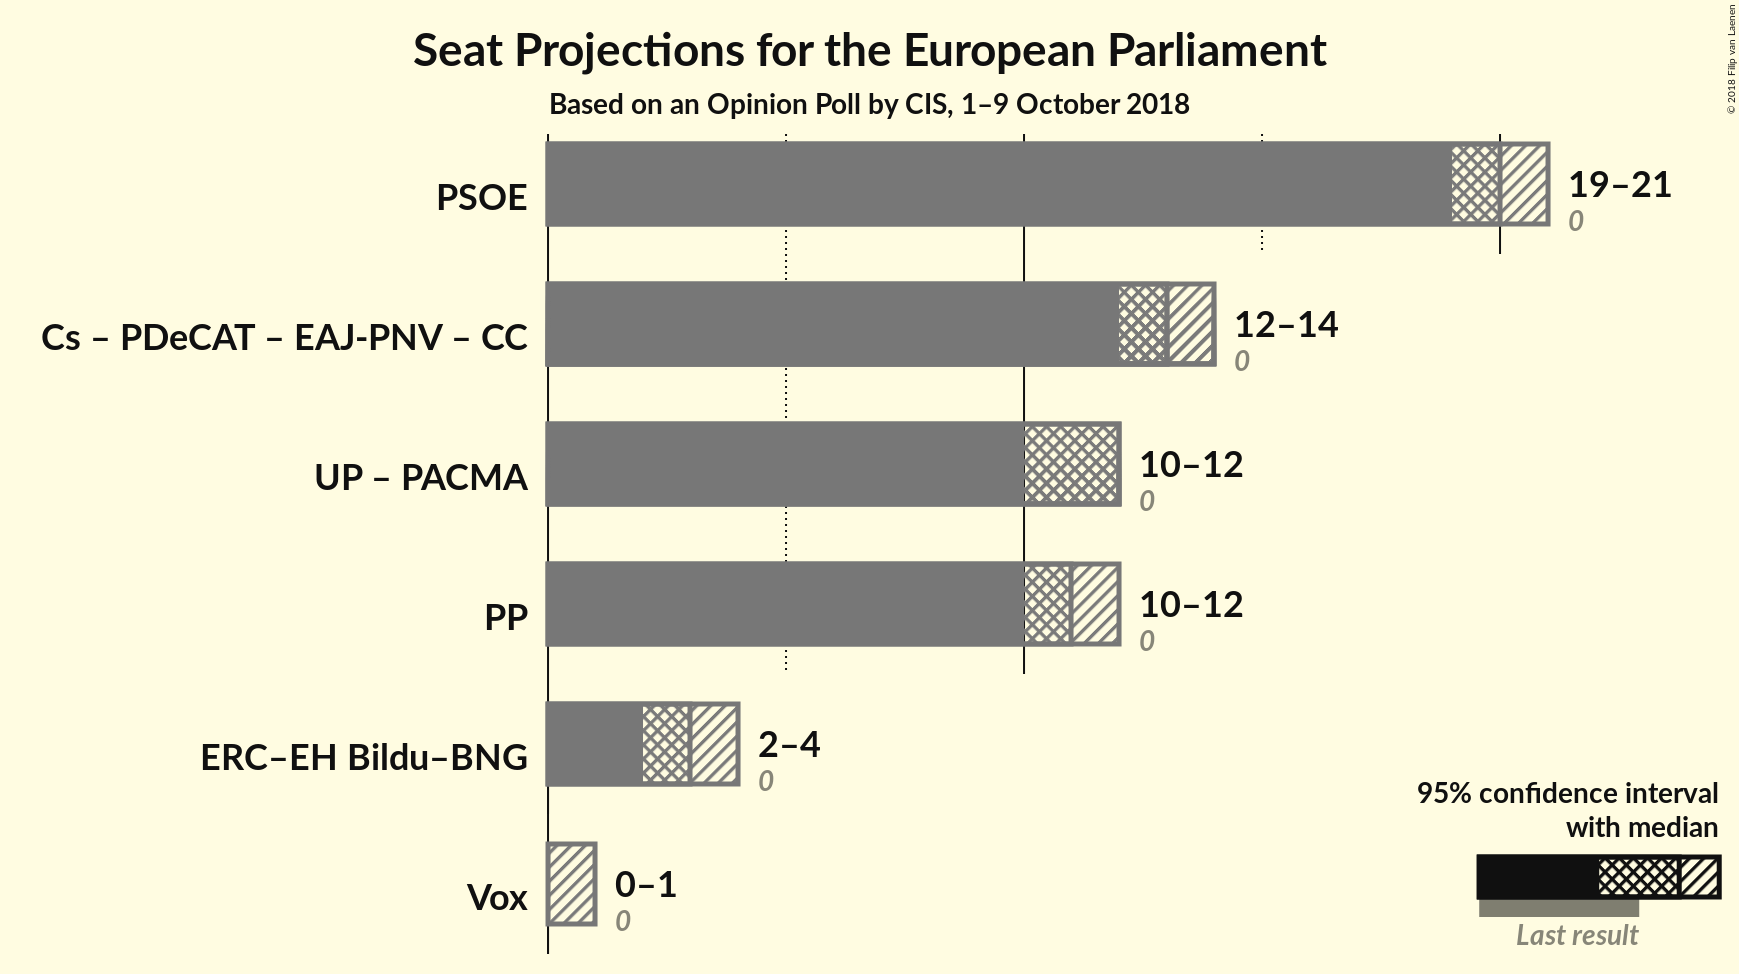 Seat Projections for the European Parliament
Based on an Opinion Poll by CIS, 1–9 October 2018
© 2018 Filip van Laenen
PSOE
19–21
0
Cs – PDeCAT – EAJ-PNV – CC
12–14
0
UP – PACMA
10–12
0
PP
10–12
0
ERC–EH Bildu–BNG
2–4
0
Vox
0–1
0
95% confidence interval
with median
Last result